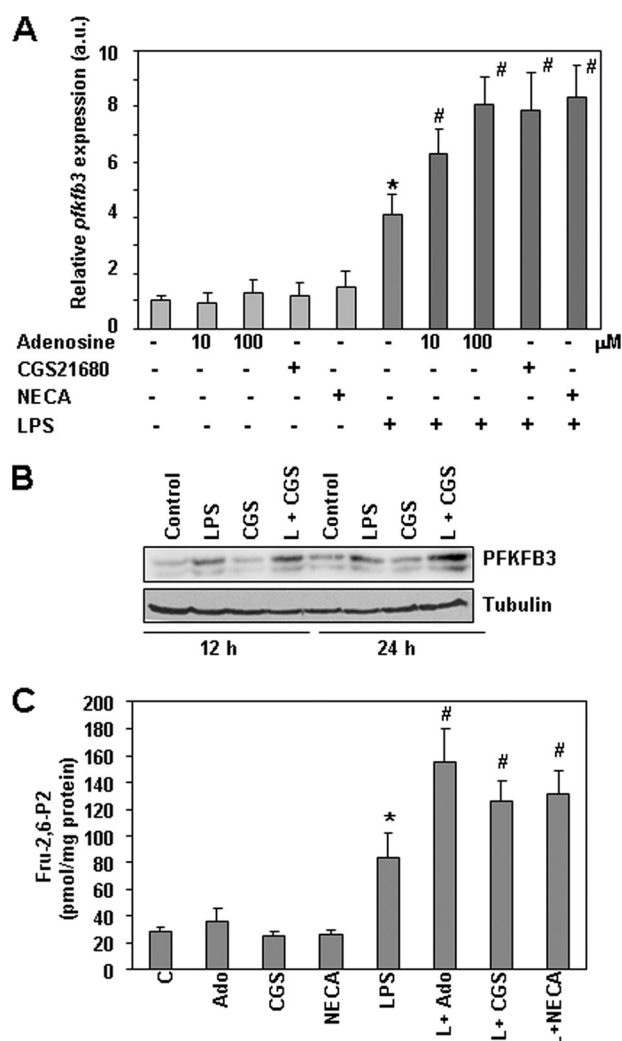 A
Relative pfkfb3 expression (a.u.)
10
8
6
4
2
0
* # # # #
Adenosine - 10 100 - - - 10 100 - - μM
CGS21680 - - - + - - - - + -
NECA - - - - + - - - - +
LPS - - - - - + + + + +
B
Control LPS CGS L + CGS Control LPS CGS L + CGS
PFKFB3
Tubulin
12 h 24 h
C
Fru-2,6-P2
(pmol/mg protein)
200
180
160
140
120
100
80
60
40
20
0
* # # #
C Ado CGS NECA LPS L+ Ado L+ CGS L+NECA